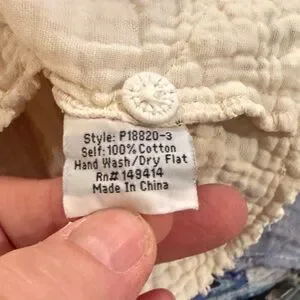 Style: P18820-3
Self: 100% Cotton
Hand Wash/Dry Flat
Rn# 149414
Made In China